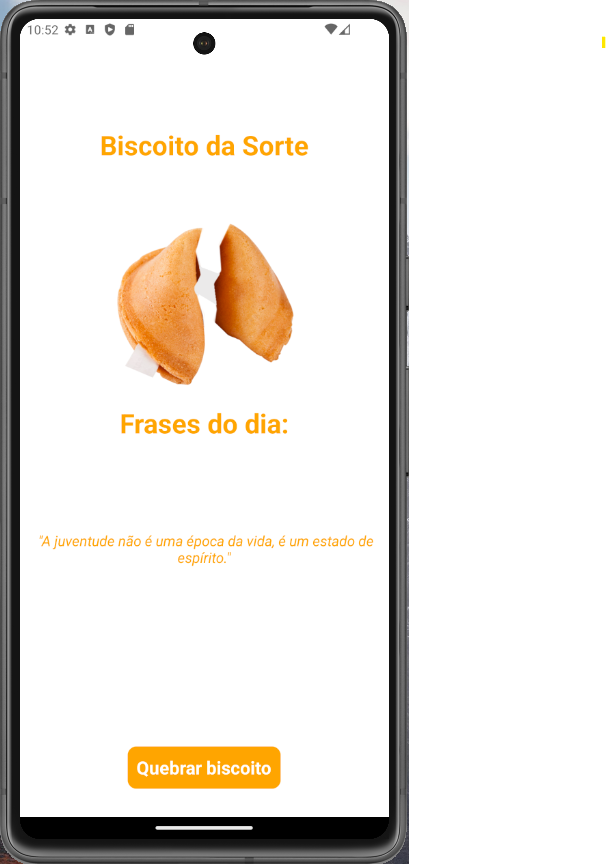 10:52
Biscoito da Sorte
Frases do dia:
"A juventude não é uma época da vida, é um estado de
espírito."
Quebrar biscoito